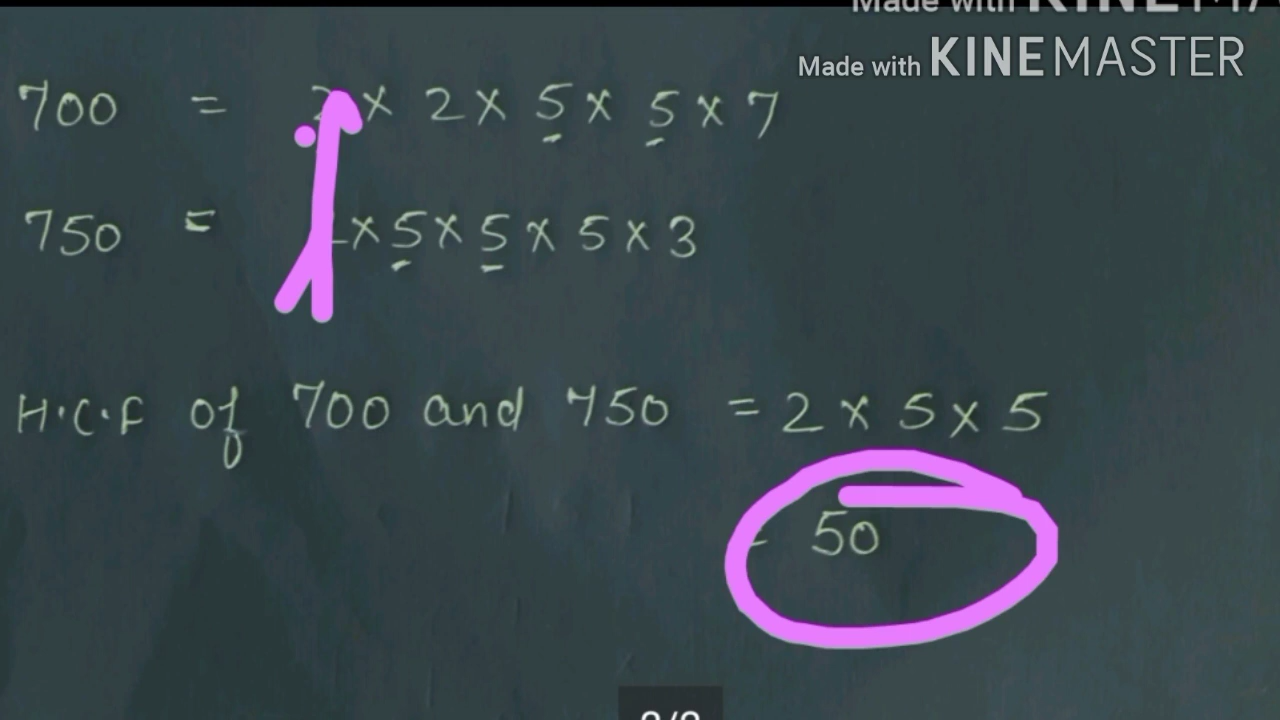 Made with KINEMASTER
700 = 2 × 2 × 5 × 5 × 7
750 = × 5 × 5 × 5 × 3
H.C.F of 700 and 750 = 2 × 5 × 5
= 50